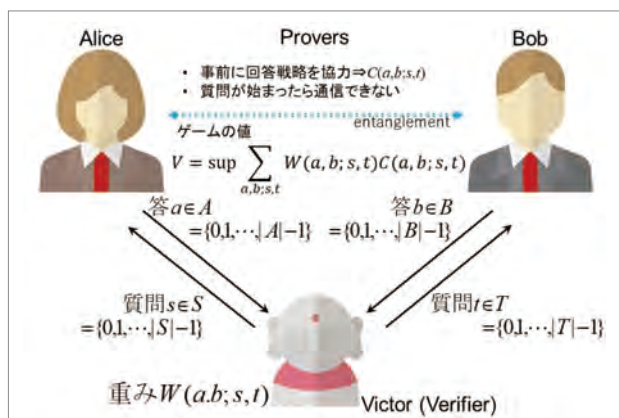 Alice
Provers
Bob
• 事前に回答戦略を協力⇒C(a,b;s,t)
• 質問が始まったら通信できない
entanglement
ゲームの値
V = sup ∑ W(a,b;s,t)C(a,b;s,t)
a,b;s,t
答a∈A
={0,1,⋯,|A|−1}
答b∈B
={0,1,⋯,|B|−1}
質問s∈S
={0,1,⋯,|S|−1}
質問t∈T
={0,1,⋯,|T|−1}
重みW(a.b;s,t)
Victor (Verifier)